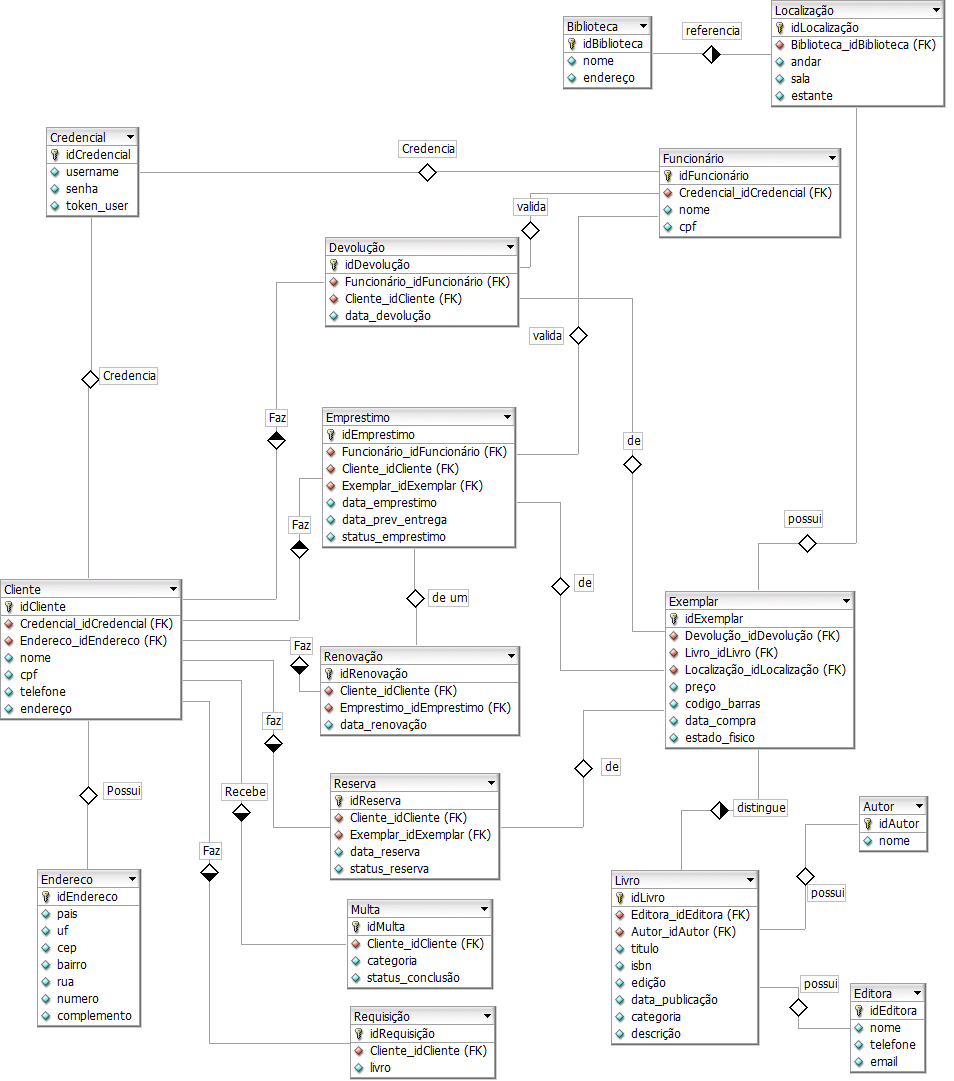 Biblioteca
idBiblioteca
nome
endereço
referencia
Localização
idLocalização
Biblioteca_idBiblioteca (FK)
andar
sala
estante
Credencial
idCredencial
username
senha
token_user
Credencia
Funcionário
idFuncionário
Credencial_idCredencial (FK)
nome
cpf
valida
Devolução
idDevolução
Funcionário_idFuncionário (FK)
Cliente_idCliente (FK)
data_devolução
valida
Credencia
Faz
Emprestimo
idEmprestimo
Funcionário_idFuncionário (FK)
Cliente_idCliente (FK)
Exemplar_idExemplar (FK)
data_emprestimo
data_prev_entrega
status_emprestimo
de
Faz
possui
de
de um
Cliente
idCliente
Credencial_idCredencial (FK)
Endereco_idEndereco (FK)
nome
cpf
telefone
endereço
Exemplar
idExemplar
Devolução_idDevolução (FK)
Livro_idLivro (FK)
Localização_idLocalização (FK)
preço
codigo_barras
data_compra
estado_fisico
Faz
Renovação
idRenovação
Cliente_idCliente (FK)
Emprestimo_idEmprestimo (FK)
data_renovação
faz
de
Possui
Recebe
Reserva
idReserva
Cliente_idCliente (FK)
Exemplar_idExemplar (FK)
data_reserva
status_reserva
distingue
Autor
idAutor
nome
Faz
possui
Endereco
idEndereco
pais
uf
cep
bairro
rua
numero
complemento
Livro
idLivro
Editora_idEditora (FK)
Autor_idAutor (FK)
titulo
isbn
edição
data_publicação
categoria
descrição
Multa
idMulta
Cliente_idCliente (FK)
categoria
status_conclusão
possui
Editora
idEditora
nome
telefone
email
Requisição
idRequisição
Cliente_idCliente (FK)
livro